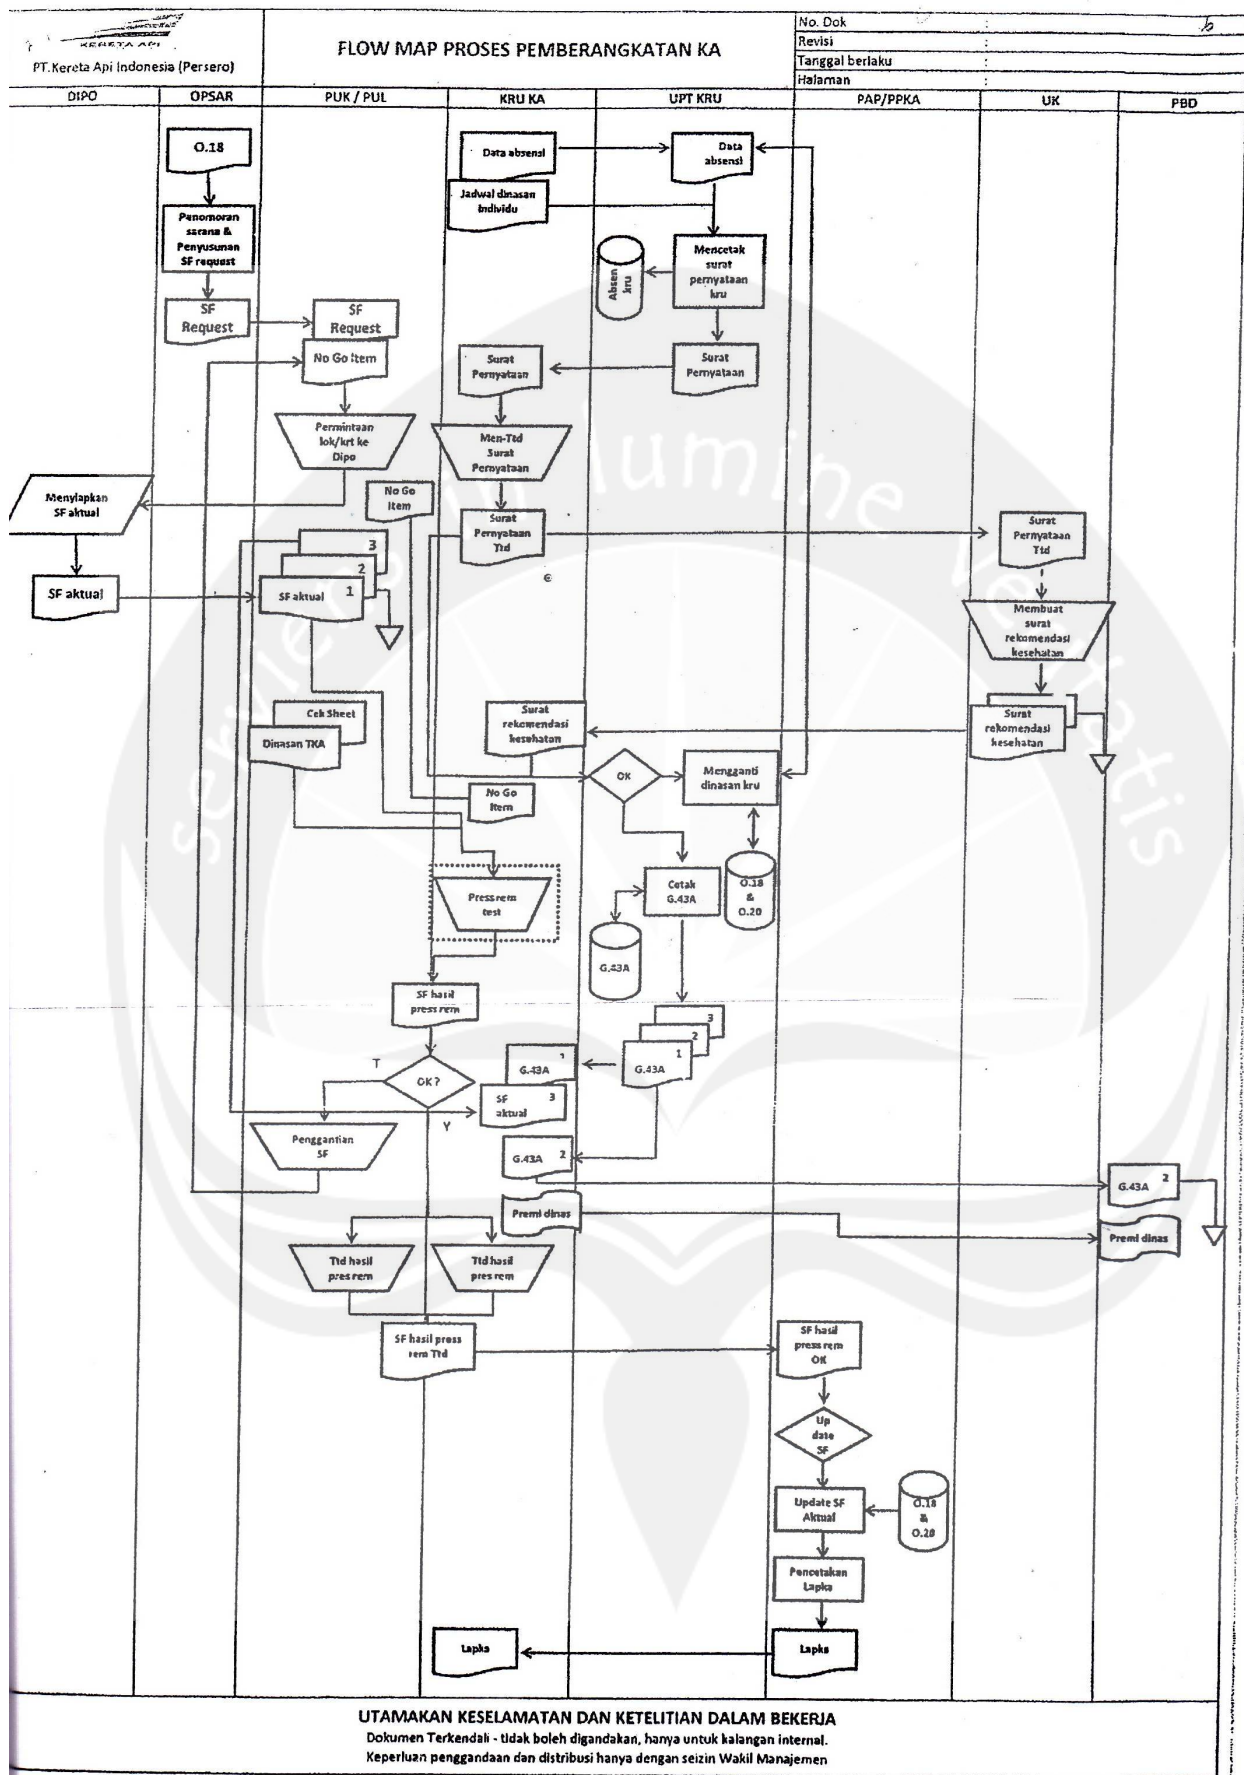 KERETA API
PT.Kereta Api Indonesia (Persero)
FLOW MAP PROSES PEMBERANGKATAN KA
No. Dok :
Revisi :
Tanggal berlaku :
Halaman :
DIPO
OPSAR
PUK / PUL
KRU KA
UPT KRU
PAP/PPKA
UK
PBD
O.18
Penomoran
sarana &
Penyusunan
SF request
SF
Request
SF
Request
No Go Item
Permintaan
lok/krt ke
Dipo
Menyiapkan
SF aktual
SF aktual
No Go
Item
3
2
SF aktual 1
Cek Sheet
Dinasan TKA
Data absensi
Jadwal dinasan
Individu
Data
absensi
Mencetak
surat
pernyataan
kru
Absen
kru
Surat
Pernyataan
Surat
Pernyataan
Men-Ttd
Surat
Pernyataan
Surat
Pernyataan
Ttd
Surat
Pernyataan
Ttd
Membuat
surat
rekomendasi
kesehatan
Surat
rekomendasi
kesehatan
Surat
rekomendasi
kesehatan
OK
Mengganti
dinasan kru
No Go
Item
O.18
&
O.20
Cetak
G.43A
G.43A
Press rem
test
SF hasil
press rem
3
2
1
G.43A
G.43A
OK?
T
Y
SF
aktual 3
Penggantian
SF
G.43A 2
G.43A 2
Premi dinas
Premi dinas
Ttd hasil
pres rem
Ttd hasil
pres rem
SF hasil press
rem Ttd
SF hasil
press rem
OK
Up
date
SF
Update SF
Aktual
O.18
&
O.20
Pencetakan
Lapka
Lapka
Lapka
UTAMAKAN KESELAMATAN DAN KETELITIAN DALAM BEKERJA
Dokumen Terkendali - tidak boleh digandakan, hanya untuk kalangan internal.
Keperluan penggandaan dan distribusi hanya dengan seizin Wakil Manajemen
serviens in lumine veritatis